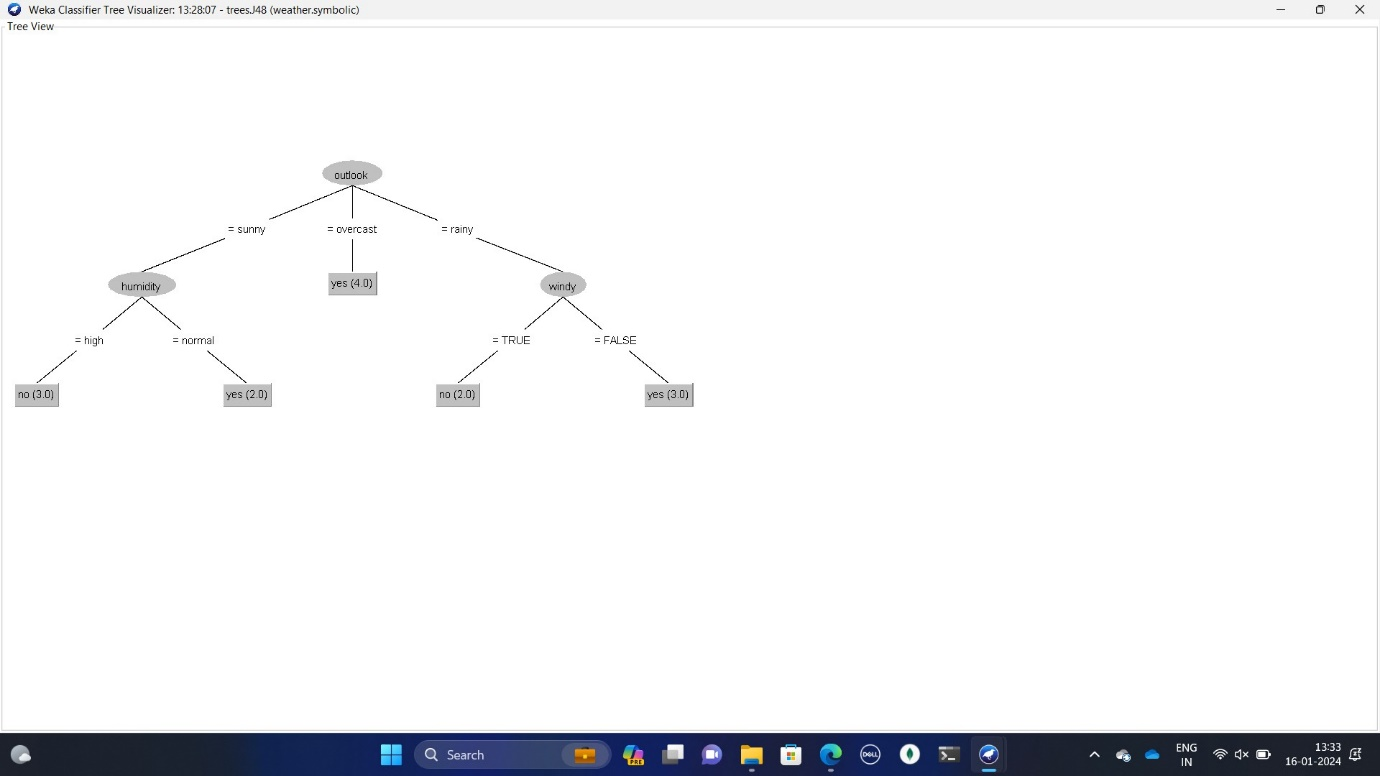 Weka Classifier Tree Visualizer: 13:28:07 - trees.J48 (weather.symbolic)
Tree View
outlook
= sunny
= overcast
= rainy
humidity
yes (4.0)
windy
= high
= normal
= TRUE
= FALSE
no (3.0)
yes (2.0)
no (2.0)
yes (3.0)
Search
PRE
DELL
ENG
IN
13:33
16-01-2024